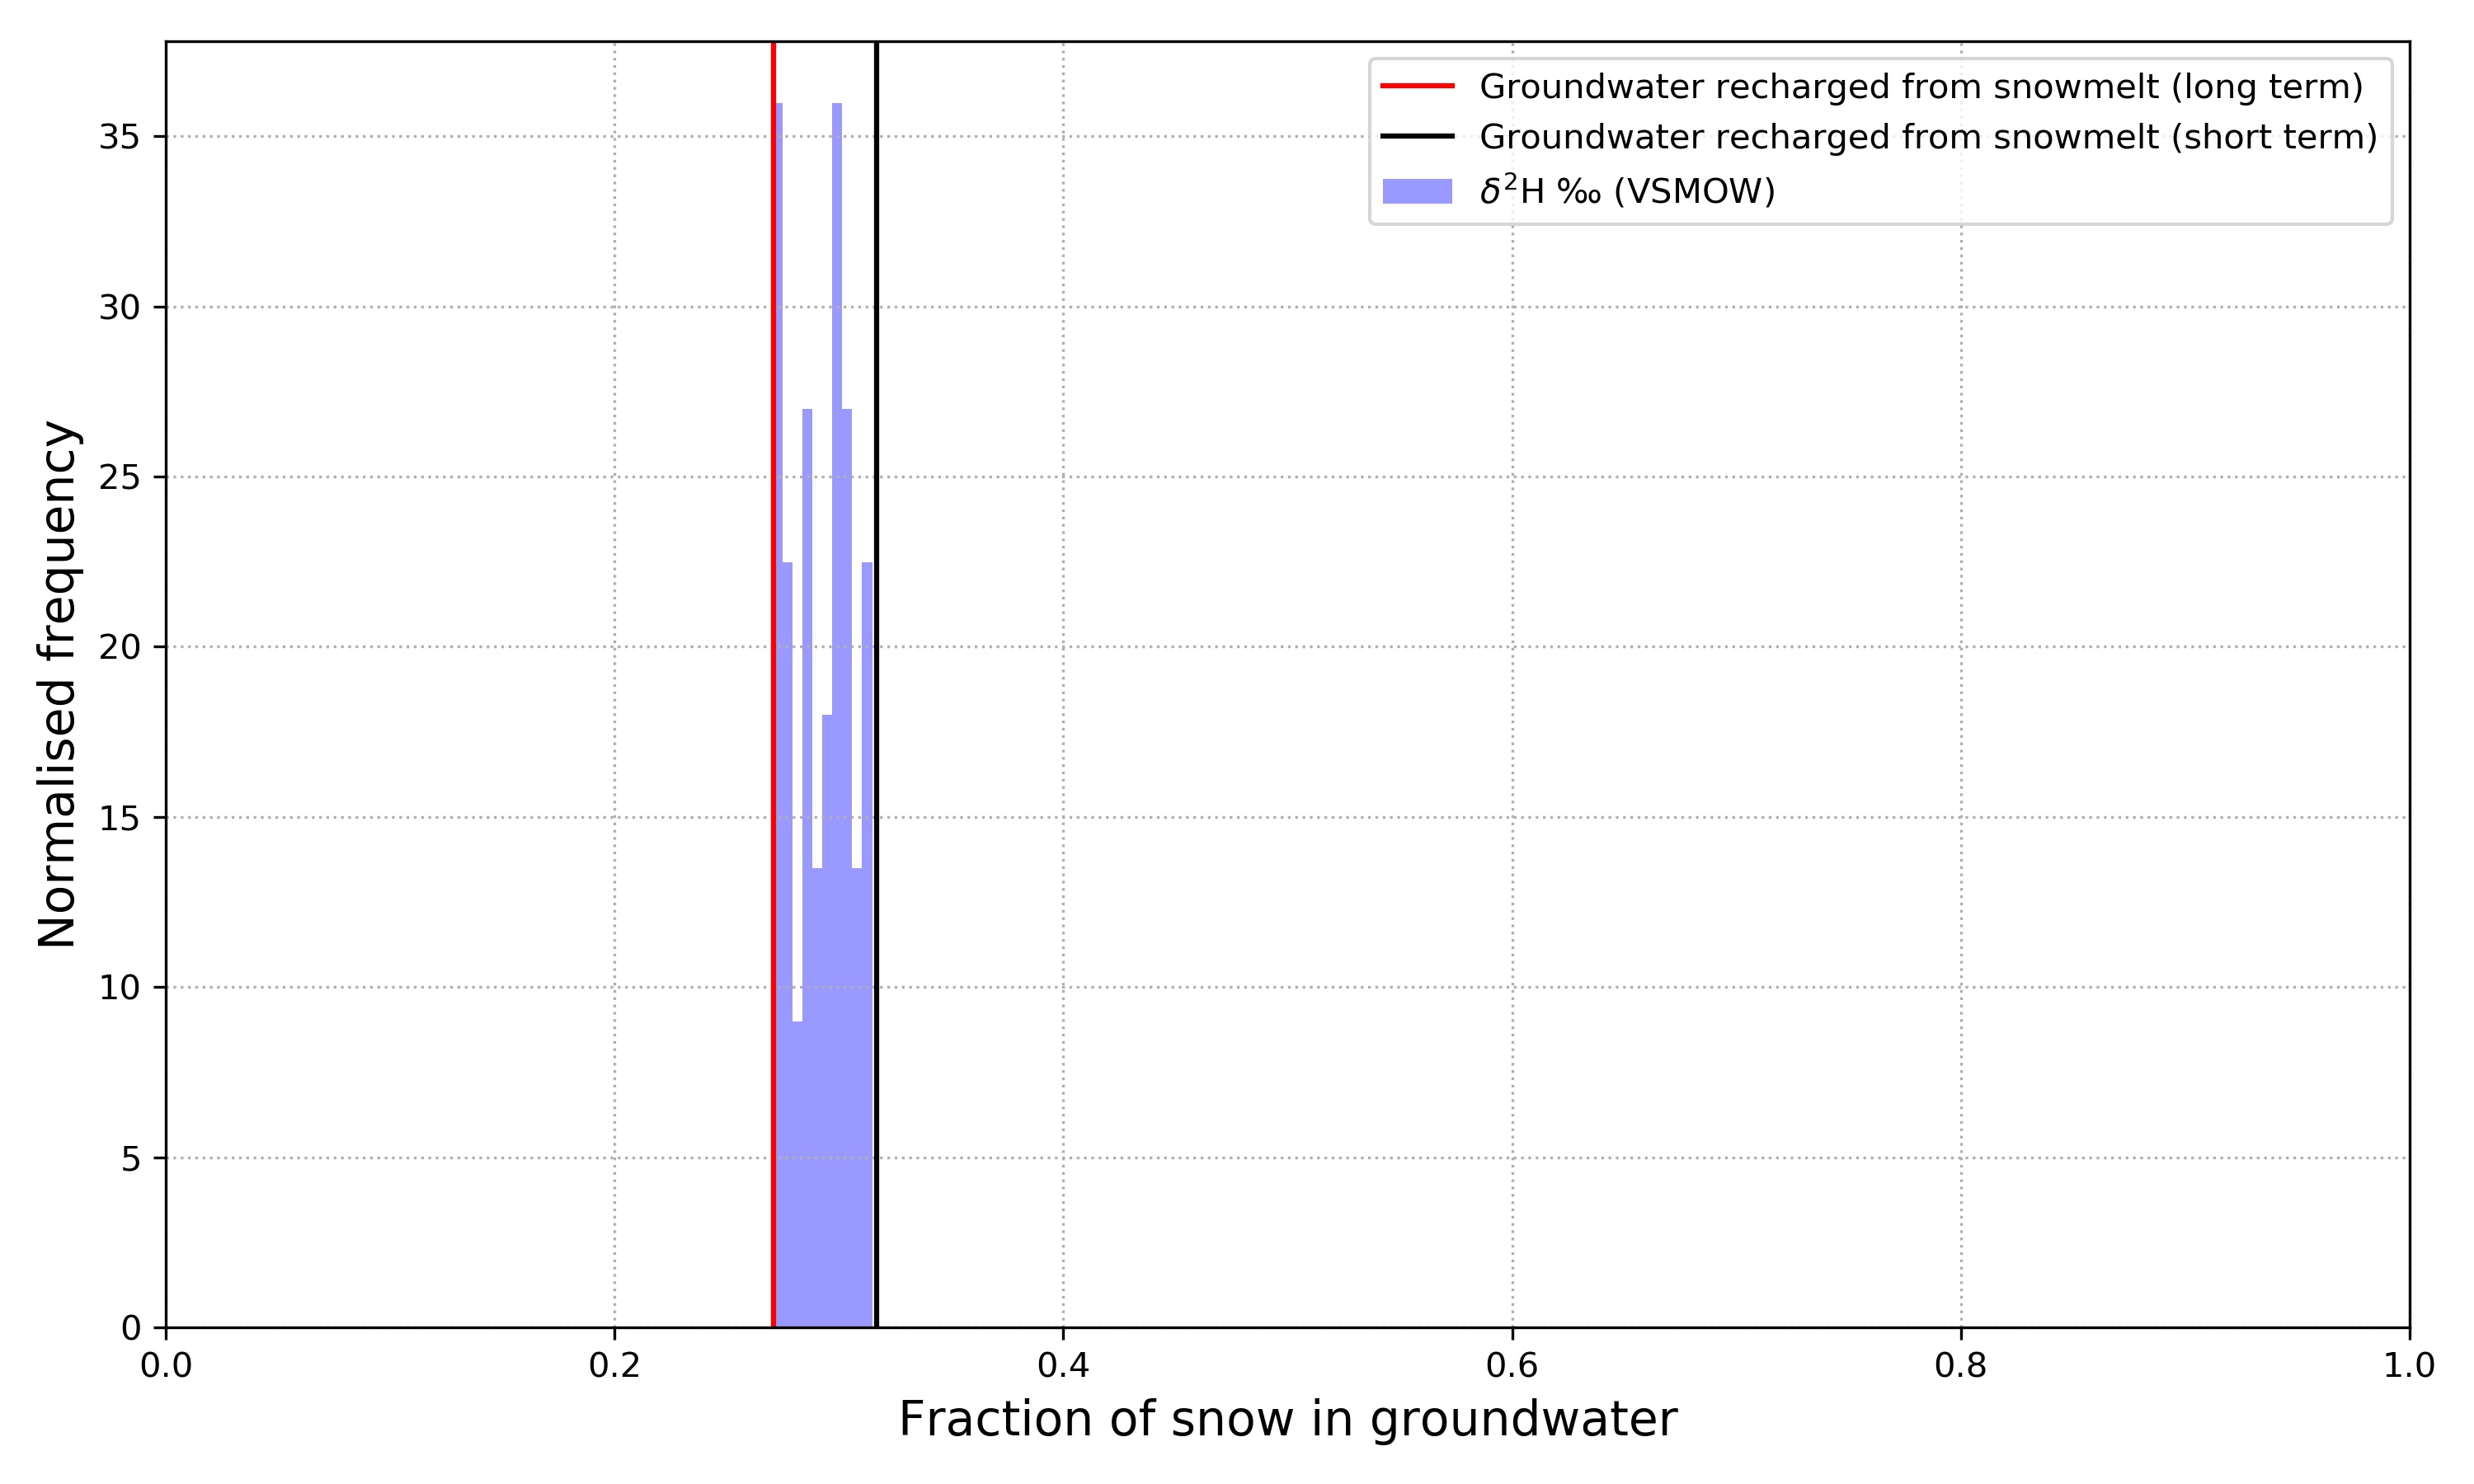 Groundwater recharged from snowmelt (long term)
Groundwater recharged from snowmelt (short term)
δ²H ‰ (VSMOW)
Normalised frequency
35
30
25
20
15
10
5
0
0.0 0.2 0.4 0.6 0.8 1.0
Fraction of snow in groundwater